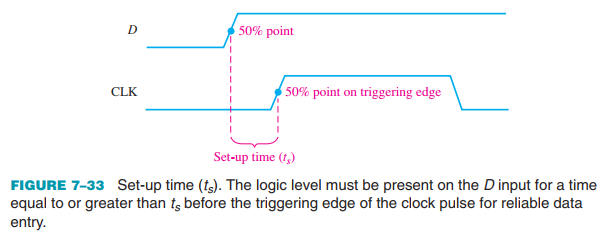 D
50% point
CLK
50% point on triggering edge
Set-up time (tₛ)
FIGURE 7–33 Set-up time (tₛ). The logic level must be present on the D input for a time
equal to or greater than tₛ before the triggering edge of the clock pulse for reliable data
entry.